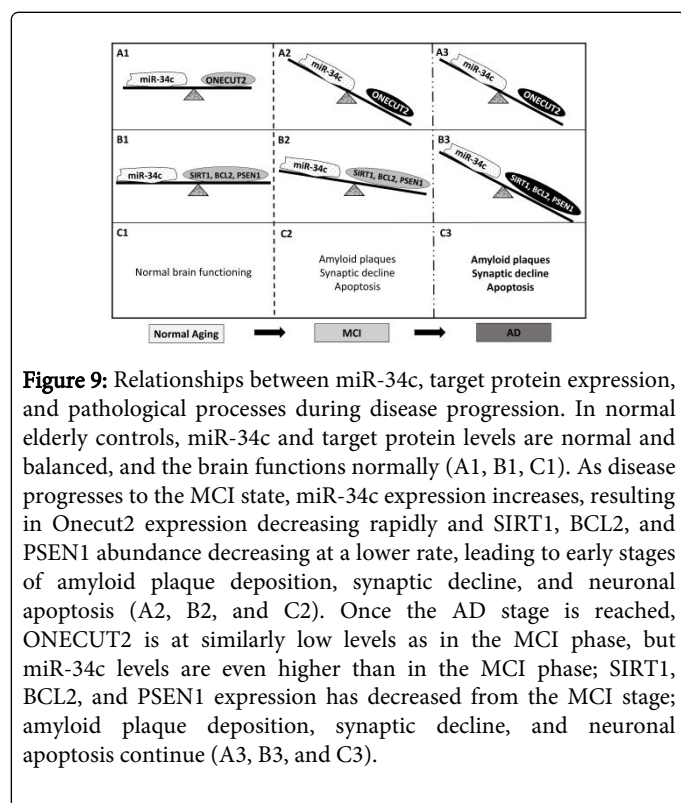 A1
miR-34c
ONECUT2
A2
miR-34c
ONECUT2
A3
miR-34c
ONECUT2
B1
miR-34c
SIRT1, BCL2, PSEN1
B2
miR-34c
SIRT1, BCL2, PSEN1
B3
miR-34c
SIRT1, BCL2, PSEN1
C1
Normal brain functioning
C2
Amyloid plaques
Synaptic decline
Apoptosis
C3
Amyloid plaques
Synaptic decline
Apoptosis
Normal Aging
MCI
AD
Figure 9: Relationships between miR-34c, target protein expression,
and pathological processes during disease progression. In normal
elderly controls, miR-34c and target protein levels are normal and
balanced, and the brain functions normally (A1, B1, C1). As disease
progresses to the MCI state, miR-34c expression increases, resulting
in Onecut2 expression decreasing rapidly and SIRT1, BCL2, and
PSEN1 abundance decreasing at a lower rate, leading to early stages
of amyloid plaque deposition, synaptic decline, and neuronal
apoptosis (A2, B2, and C2). Once the AD stage is reached,
ONECUT2 is at similarly low levels as in the MCI phase, but
miR-34c levels are even higher than in the MCI phase; SIRT1,
BCL2, and PSEN1 expression has decreased from the MCI stage;
amyloid plaque deposition, synaptic decline, and neuronal
apoptosis continue (A3, B3, and C3).